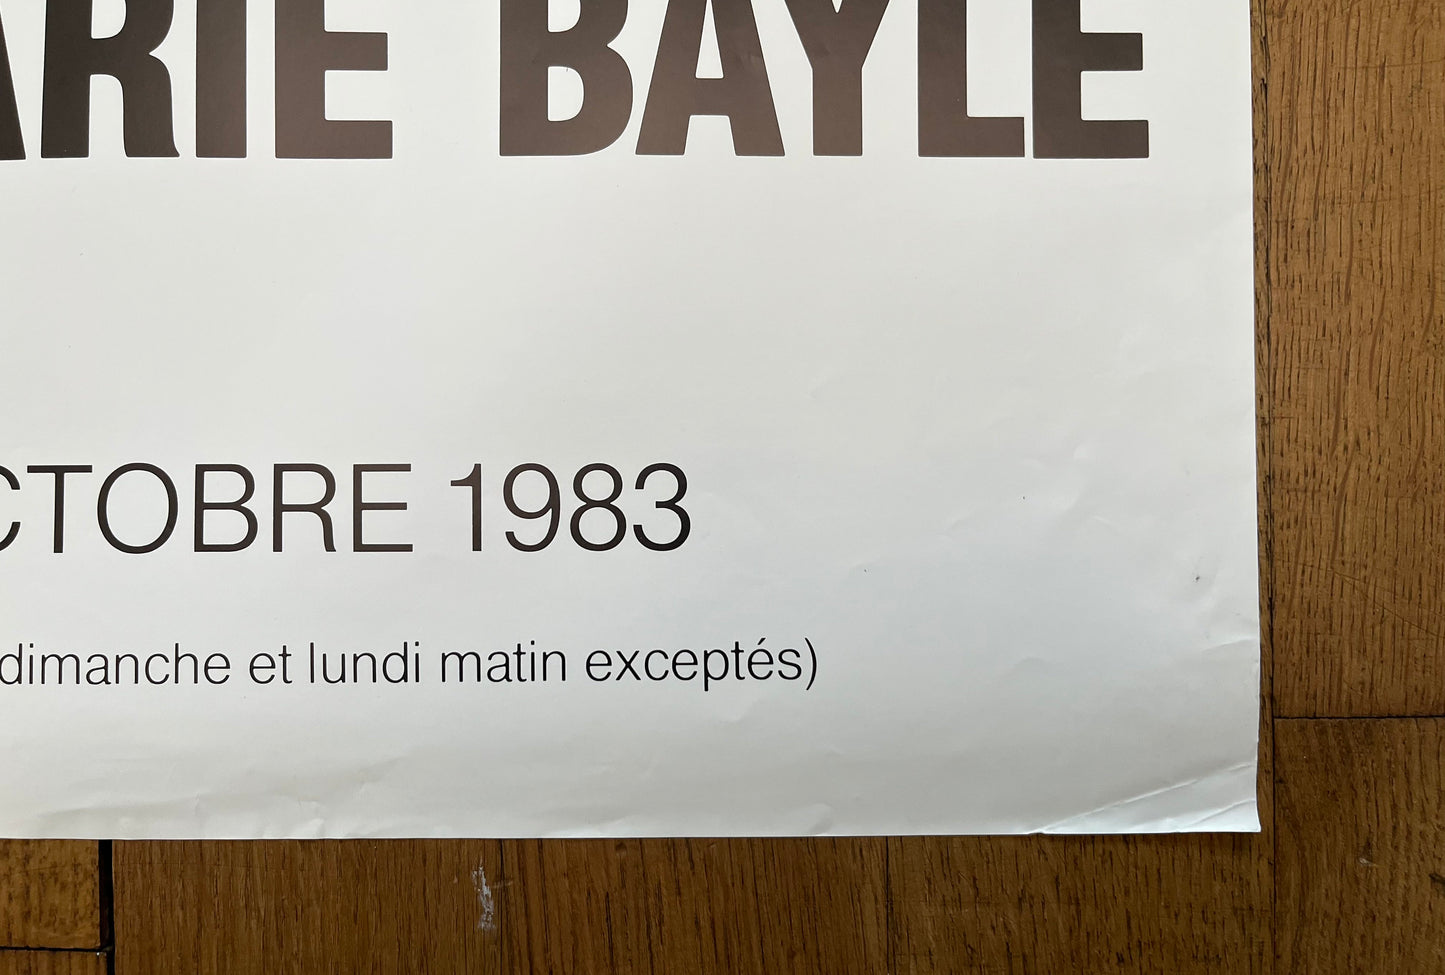 ARIE BAYLE
CTOBRE 1983
dimanche et lundi matin exceptés)